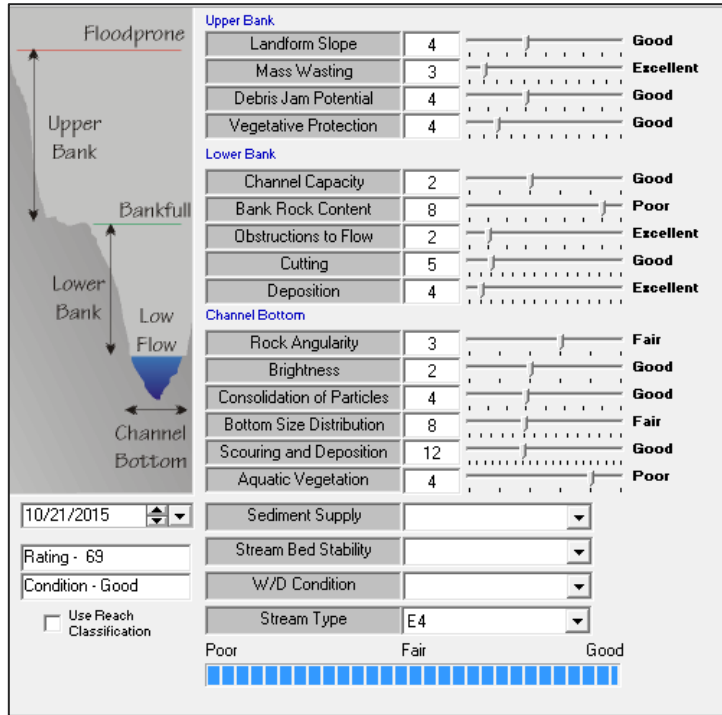 Floodprone
Upper
Bank
Bankfull
Lower
Bank
Low
Flow
Channel
Bottom
10/21/2015
Rating - 69
Condition - Good
Use Reach
Classification
Upper Bank
Landform Slope 4 Good
Mass Wasting 3 Excellent
Debris Jam Potential 4 Good
Vegetative Protection 4 Good
Lower Bank
Channel Capacity 2 Good
Bank Rock Content 8 Poor
Obstructions to Flow 2 Excellent
Cutting 5 Good
Deposition 4 Excellent
Channel Bottom
Rock Angularity 3 Fair
Brightness 2 Good
Consolidation of Particles 4 Good
Bottom Size Distribution 8 Fair
Scouring and Deposition 12 Good
Aquatic Vegetation 4 Poor
Sediment Supply
Stream Bed Stability
W/D Condition
Stream Type E4
Poor Fair Good